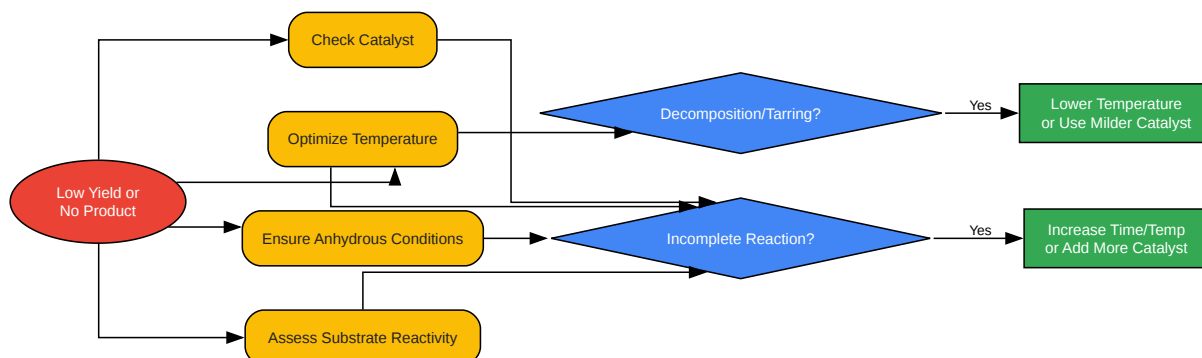 Low Yield or
No Product
Check Catalyst
Optimize Temperature
Ensure Anhydrous Conditions
Assess Substrate Reactivity
Decomposition/Tarring?
Yes
Lower Temperature
or Use Milder Catalyst
Incomplete Reaction?
Yes
Increase Time/Temp
or Add More Catalyst